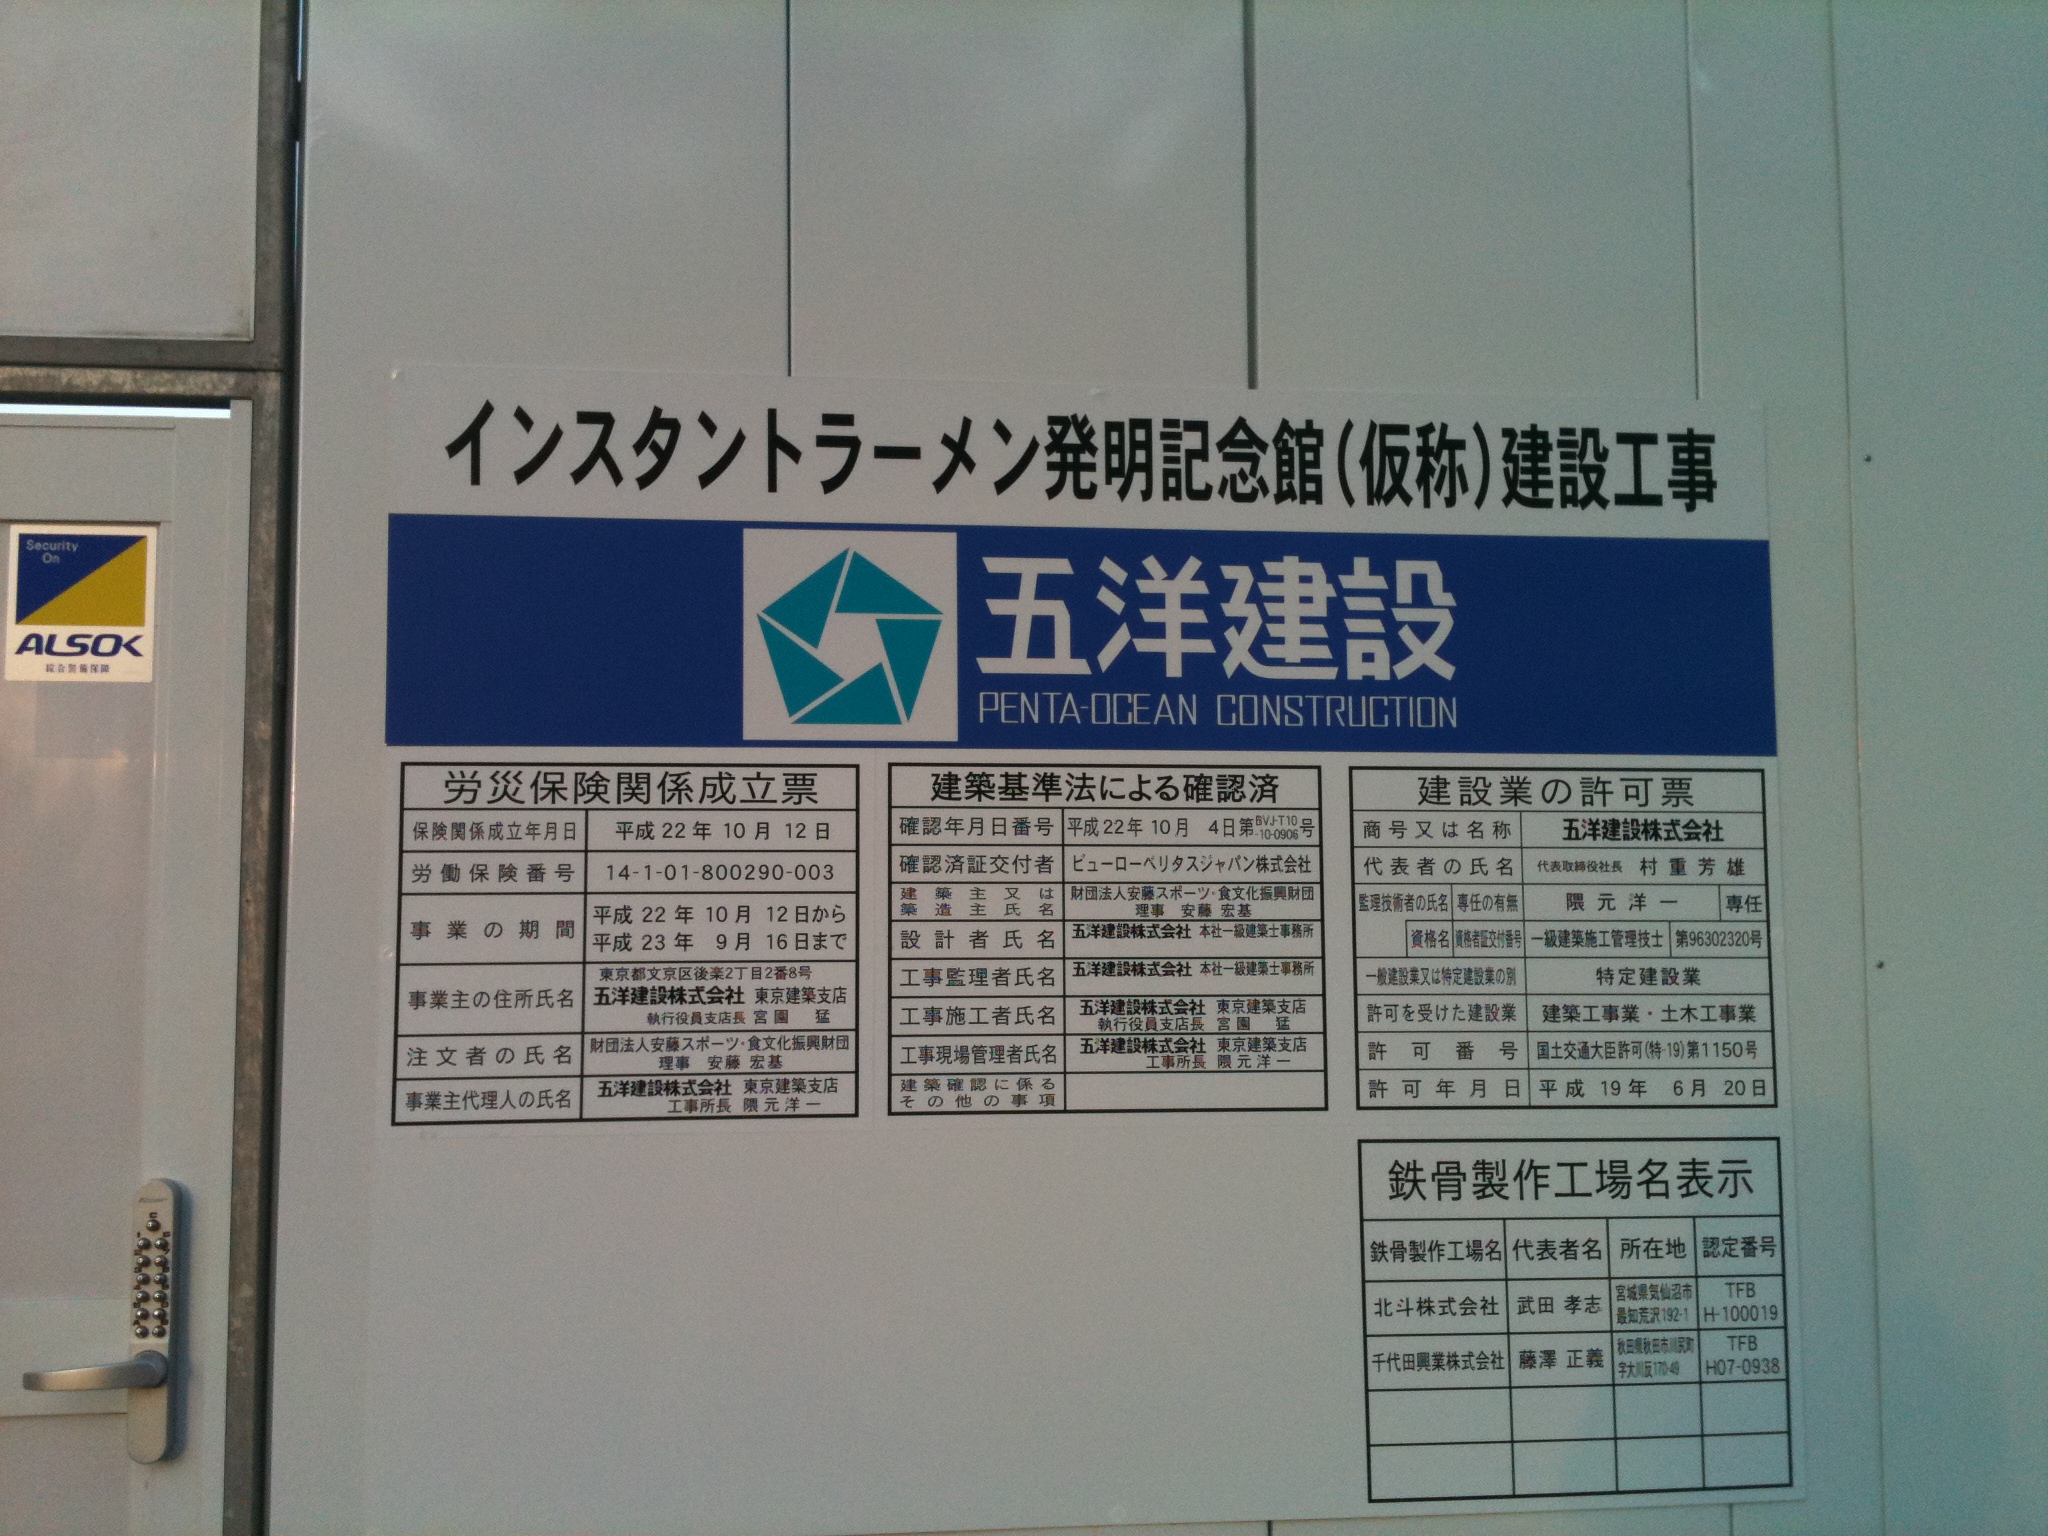 インスタントラーメン発明記念館(仮称)建設工事
Security
On
ALSOK
綜合警備保障
五洋建設
PENTA-OCEAN CONSTRUCTION
労災保険関係成立票
保険関係成立年月日 平成 22 年 10 月 12 日
労働保険番号 14-1-01-800290-003
事業の期間 平成 22 年 10 月 12 日から
平成 23 年 9 月 16 日まで
事業主の住所氏名 東京都文京区後楽2丁目2番8号
五洋建設株式会社 東京建築支店
執行役員支店長 宮園 猛
注文者の氏名 財団法人安藤スポーツ・食文化振興財団
理事 安藤 宏基
事業主代理人の氏名 五洋建設株式会社 東京建築支店
工事所長 隈元洋一
建築基準法による確認済
確認年月日番号 平成22年 10月 4日第BVJ-T10-10-0906号
確認済証交付者 ビューローベリタスジャパン株式会社
建築主又は
築造主氏名 財団法人安藤スポーツ・食文化振興財団
理事 安藤 宏基
設計者氏名 五洋建設株式会社 本社一級建築士事務所
工事監理者氏名 五洋建設株式会社 本社一級建築士事務所
工事施工者氏名 五洋建設株式会社 東京建築支店
執行役員支店長 宮園 猛
工事現場管理者氏名 五洋建設株式会社 東京建築支店
工事所長 隈元洋一
建築確認に係る
その他の事項
建設業の許可票
商号又は名称 五洋建設株式会社
代表者の氏名 代表取締役社長 村重芳雄
監理技術者の氏名 専任の有無 隈元洋一 専任
資格名 資格者証交付番号 一級建築施工管理技士 第96302320号
一般建設業又は特定建設業の別 特定建設業
許可を受けた建設業 建築工事業・土木工事業
許可番号 国土交通大臣許可(特-19)第1150号
許可年月日 平成 19年 6月 20日
鉄骨製作工場名表示
鉄骨製作工場名 代表者名 所在地 認定番号
北斗株式会社 武田 孝志 宮城県気仙沼市最知荒沢192-1 TFB H-100019
千代田興業株式会社 藤澤 正義 秋田県秋田市川尻町字大川反170-49 TFB H07-0938